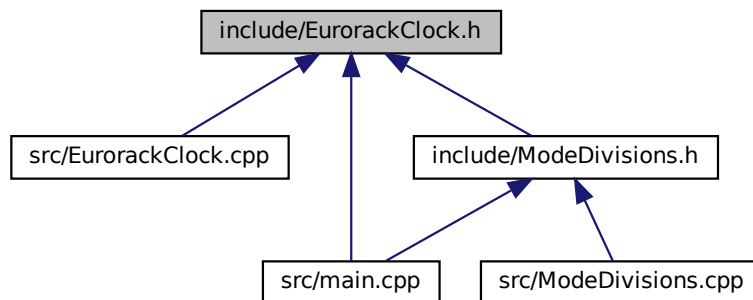 include/EurorackClock.h
src/EurorackClock.cpp
include/ModeDivisions.h
src/main.cpp
src/ModeDivisions.cpp